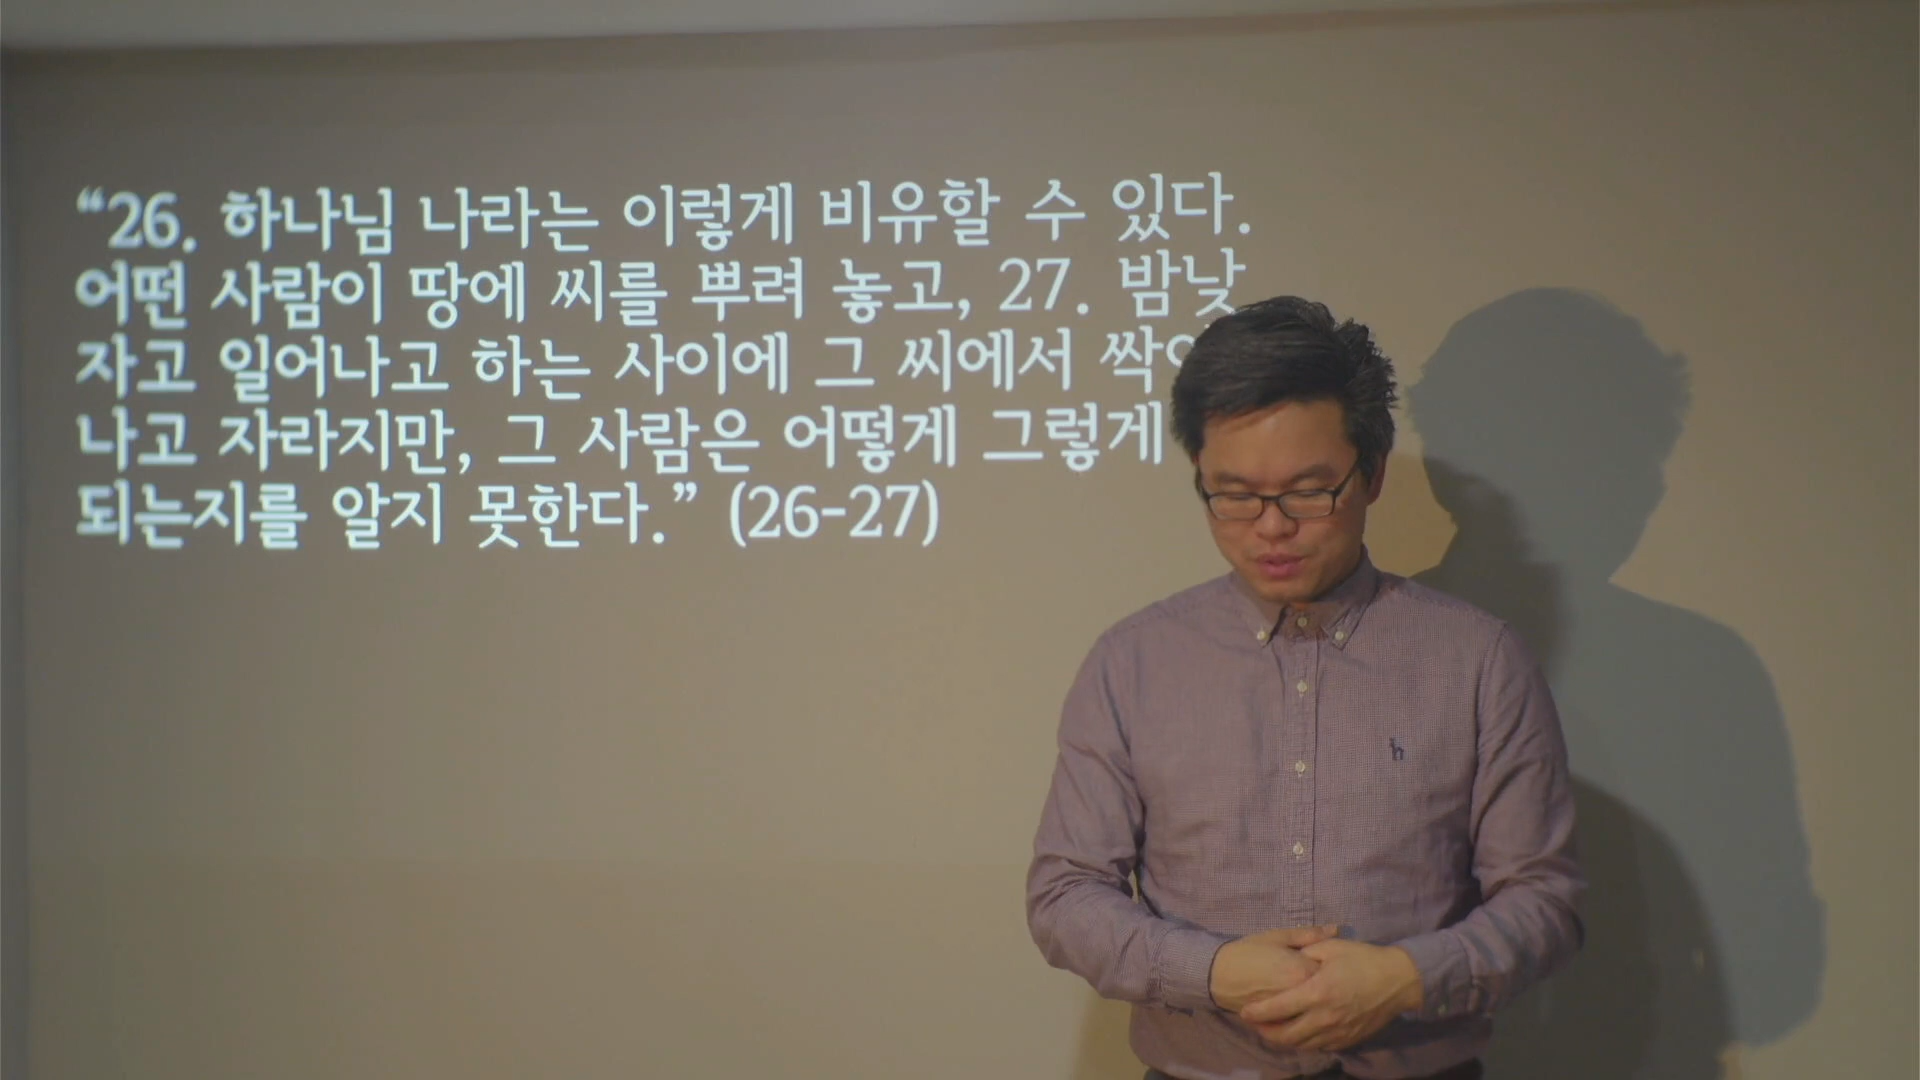 “26. 하나님 나라는 이렇게 비유할 수 있다.
어떤 사람이 땅에 씨를 뿌려 놓고, 27. 밤낮
자고 일어나고 하는 사이에 그 씨에서
나고 자라지만, 그 사람은 어떻게 그렇게
되는지를 알지 못한다.” (26-27)
h